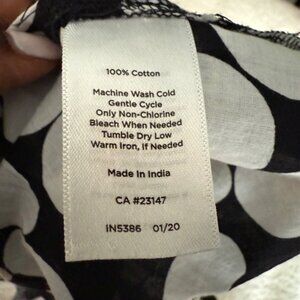 100% Cotton
Machine Wash Cold
Gentle Cycle
Only Non-Chlorine
Bleach When Needed
Tumble Dry Low
Warm Iron, If Needed
Made In India
CA #23147
IN5386 01/20